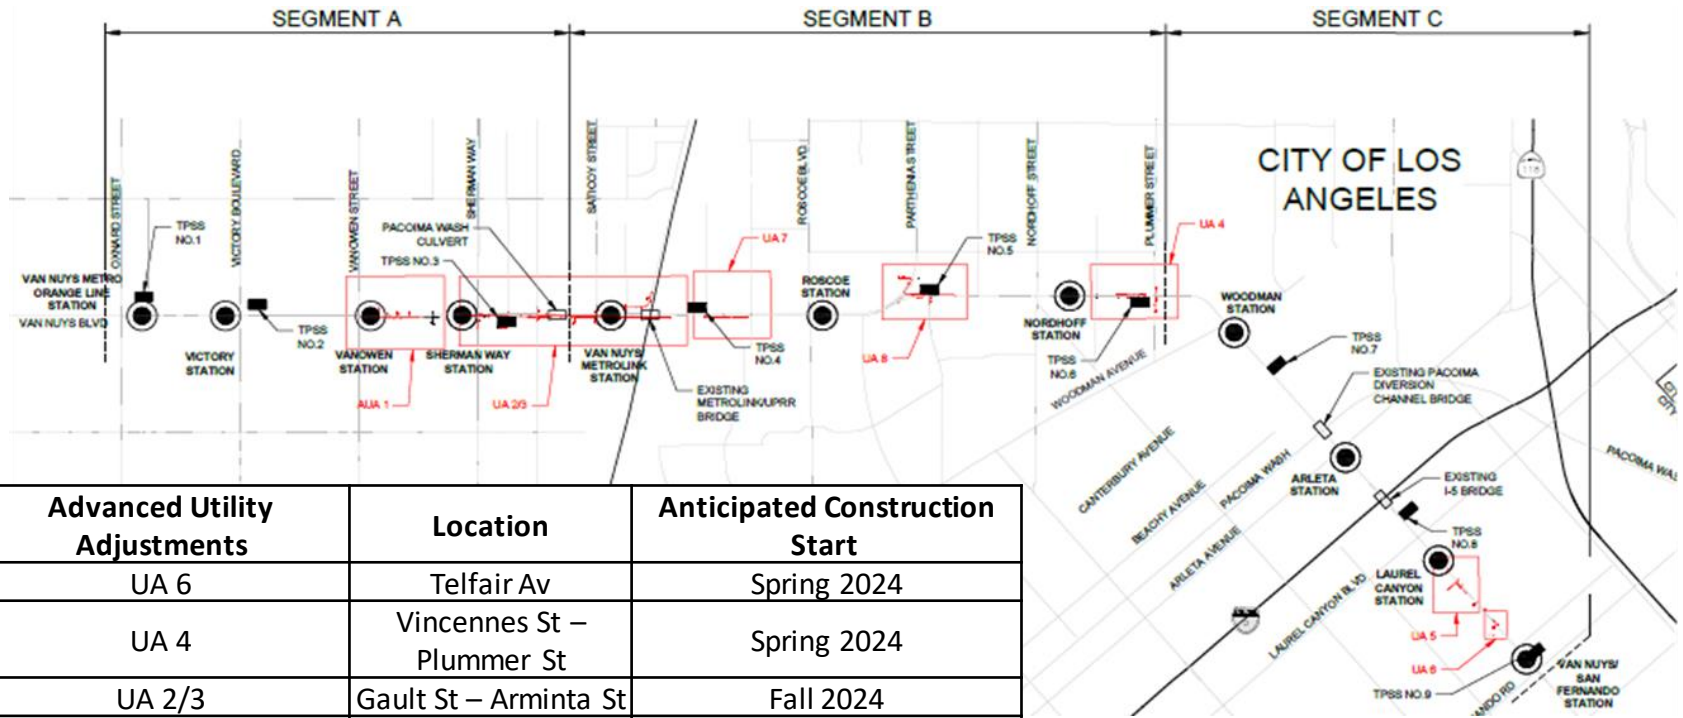 SEGMENT A
SEGMENT B
SEGMENT C
OXNARD STREET
VICTORY BOULEVARD
VANOWEN STREET
SHERMAN WAY
SATICOY STREET
ROSCOE BLVD
PARTHENIA STREET
NORDHOFF STREET
PLUMMER STREET
CITY OF LOS
ANGELES
118
TPSS
NO.1
PACOIMA WASH
CULVERT
TPSS NO.3
UA 7
TPSS
NO.5
UA 4
VAN NUYS METRO
ORANGE LINE
STATION
VAN NUYS BLVD
TPSS
NO.2
VICTORY
STATION
VANOWEN
STATION
SHERMAN WAY
STATION
VAN NUYS
METROLINK
STATION
ROSCOE
STATION
TPSS
NO.4
UA 8
NORDHOFF
STATION
TPSS
NO.6
WOODMAN
STATION
TPSS
NO.7
AUA 1
UA 2/3
EXISTING
METROLINK/UPRR
BRIDGE
WOODMAN AVENUE
EXISTING PACOIMA
DIVERSION
CHANNEL BRIDGE
CITY
CANTERBURY AVENUE
BEACHY AVENUE
PACOIMA WASH
ARLETA AVENUE
ARLETA
STATION
PACOIMA WAS
EXISTING
I-5 BRIDGE
TPSS
NO.8
LAUREL CANYON BLVD
LAUREL
CANYON
STATION
UA 5
UA 6
5
TPSS NO.9
VAN NUYS/
SAN
FERNANDO
STATION
NANDO RD
Advanced Utility
Adjustments
Location
Anticipated Construction
Start
UA 6
Telfair Av
Spring 2024
UA 4
Vincennes St –
Plummer St
Spring 2024
UA 2/3
Gault St – Arminta St
Fall 2024